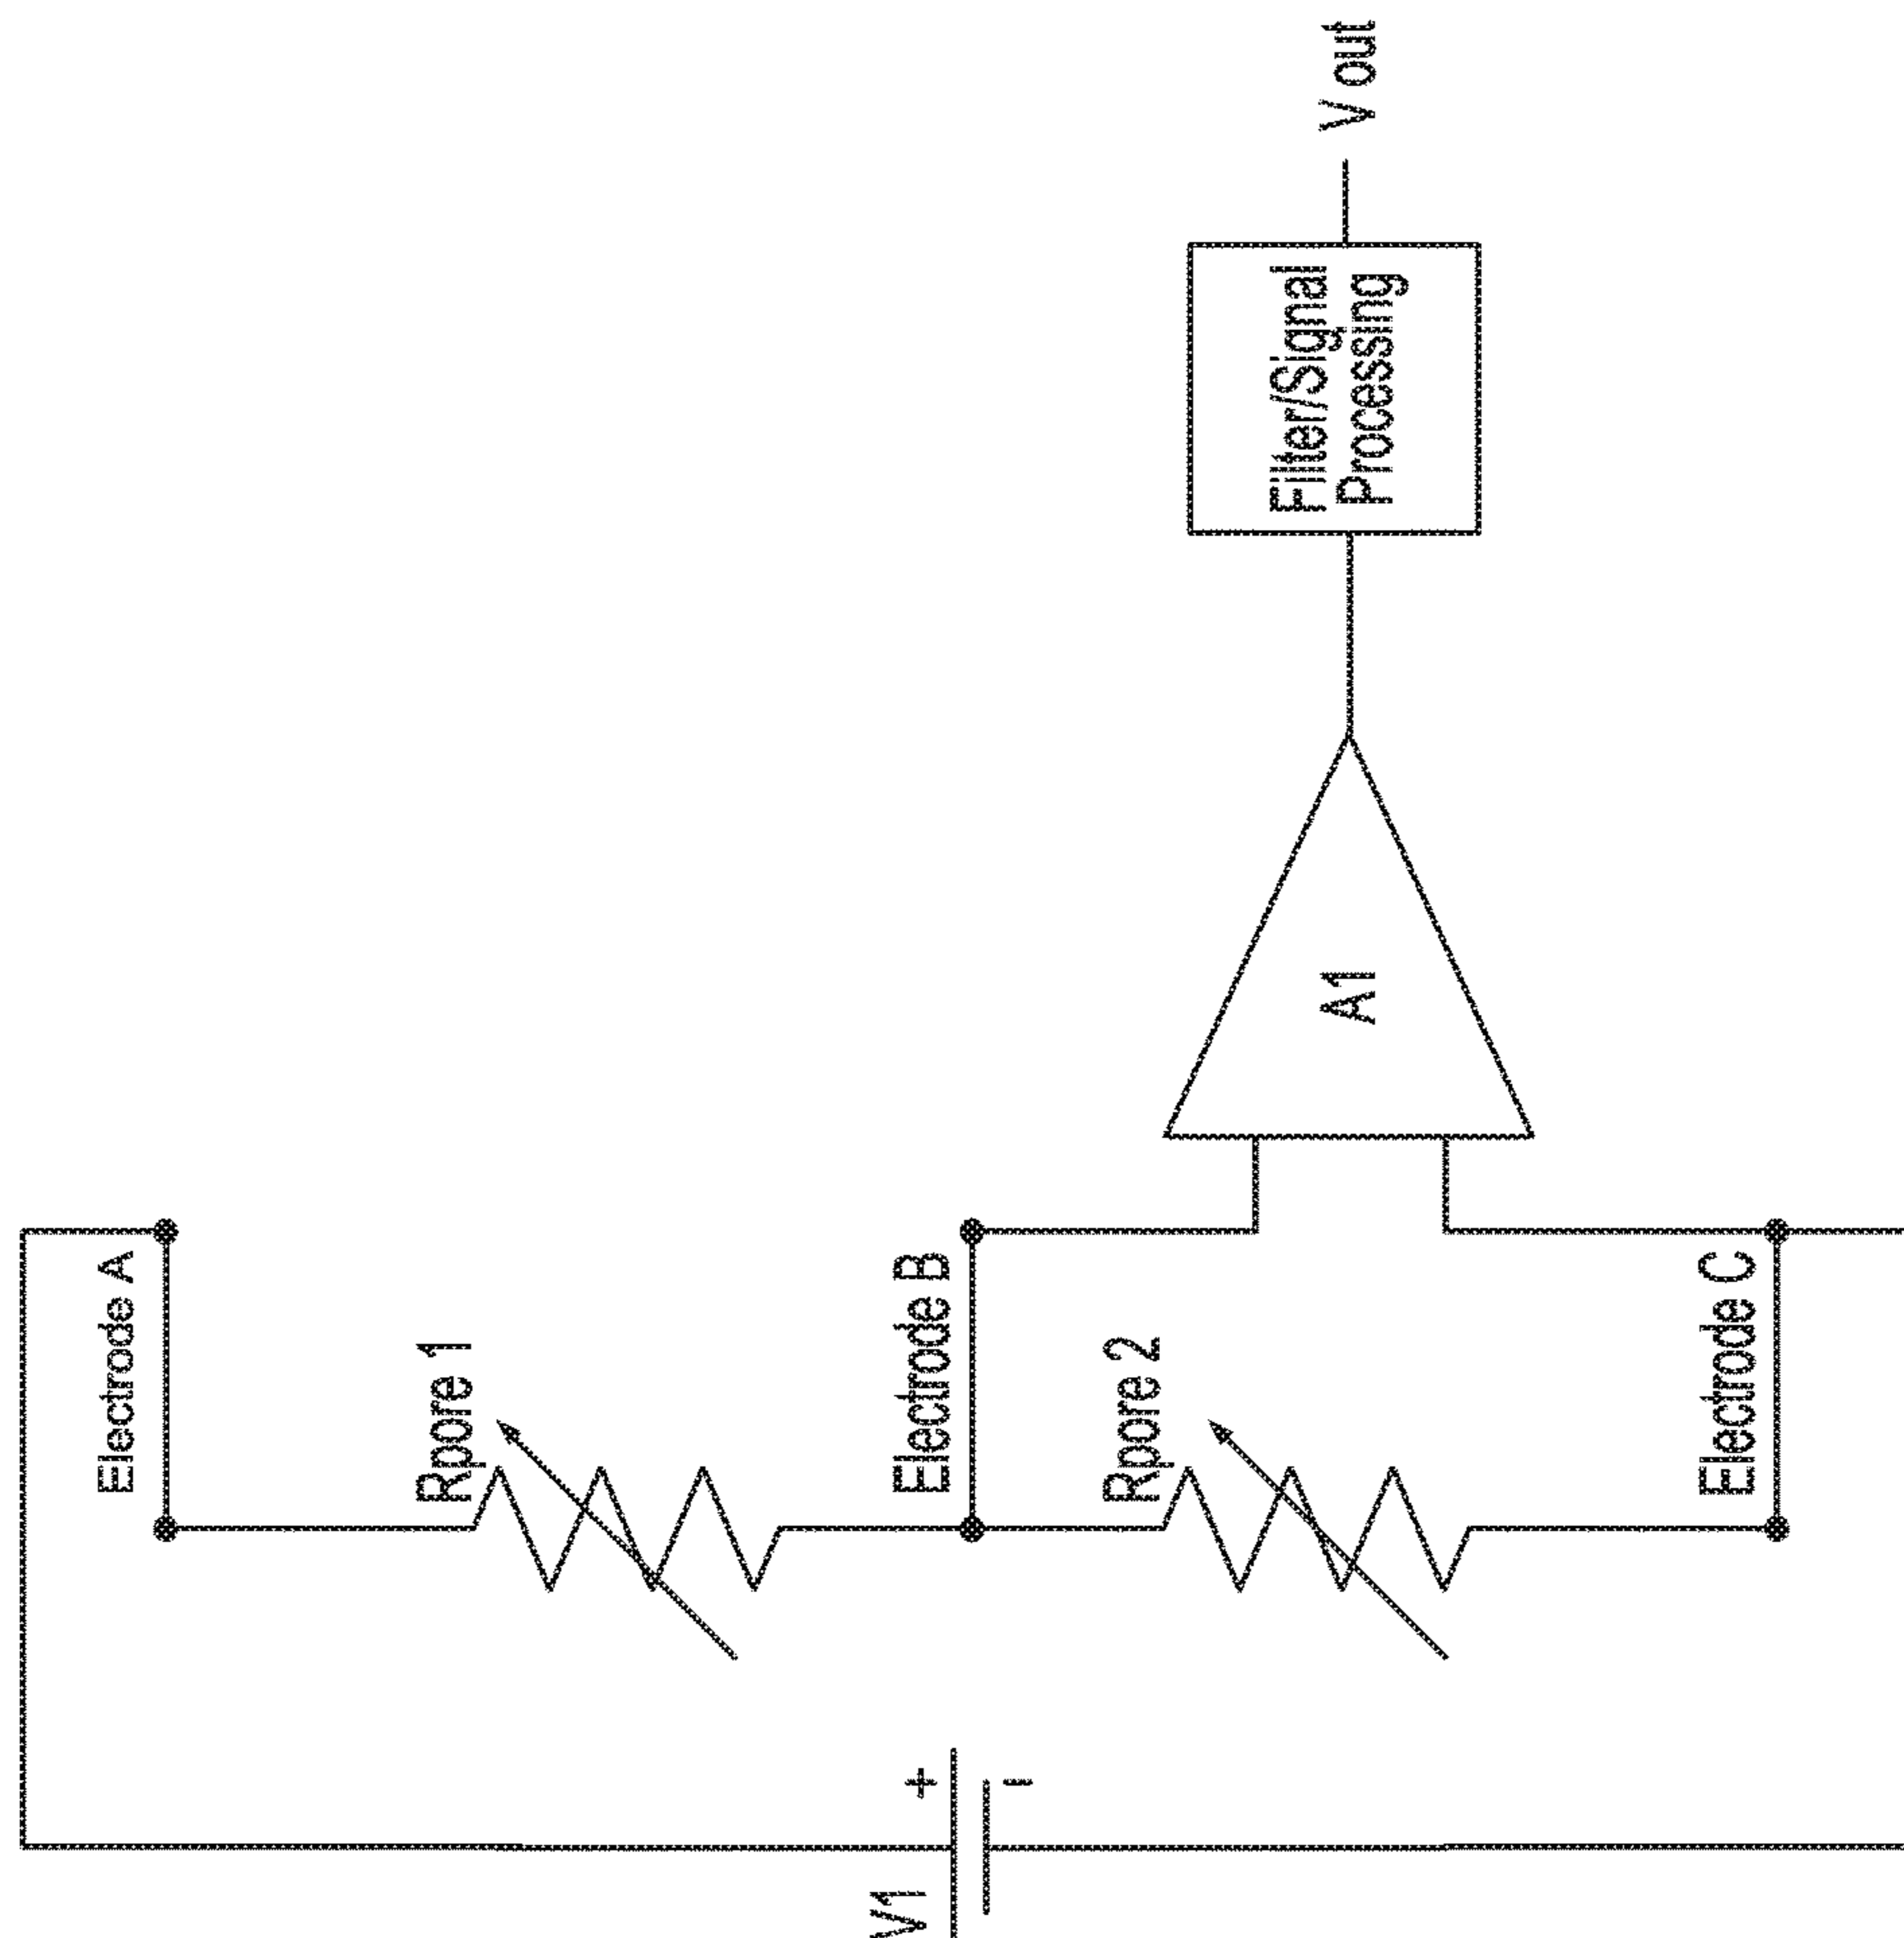 Electrode A
Rpore 1
Electrode B
Rpore 2
Electrode C
V1
+
-
A1
Filter/Signal
Processing
V out